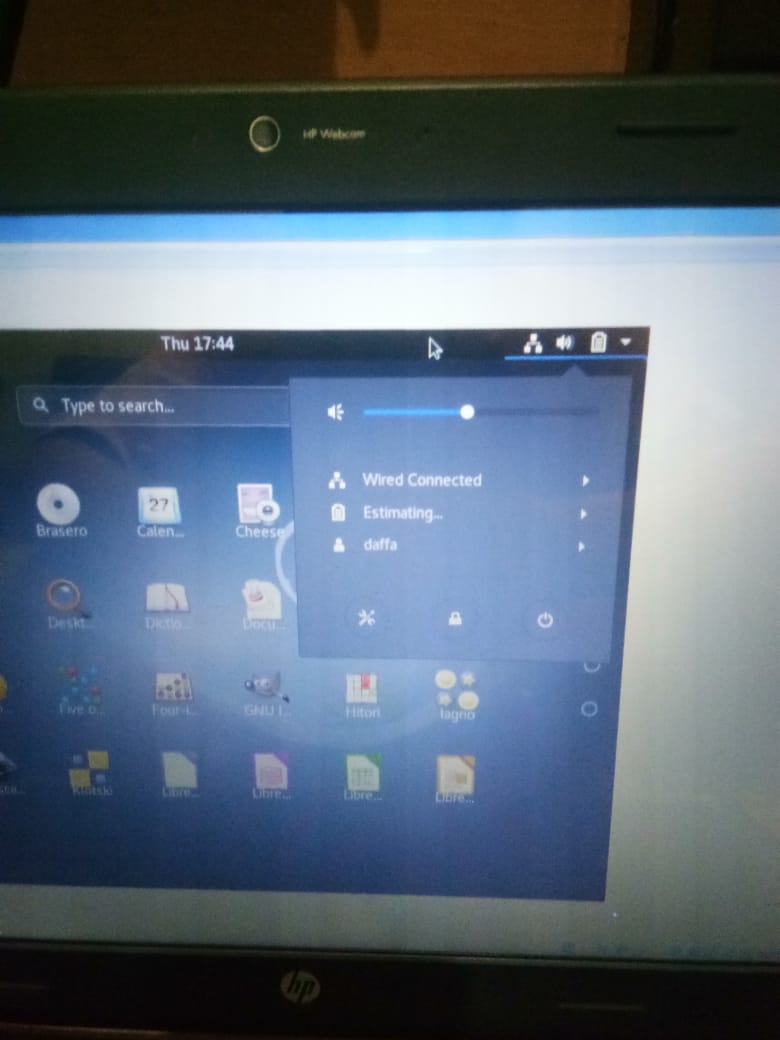 HP Webcam
Thu 17:44
Type to search...
Wired Connected
Estimating...
daffa
27
Brasero
Calen...
Cheese
Deskt...
Dictio...
Docu...
Five o...
Four-i...
GNU I...
Hitori
Iagno
Klotski
Libre...
Libre...
Libre...
Libre...
hp